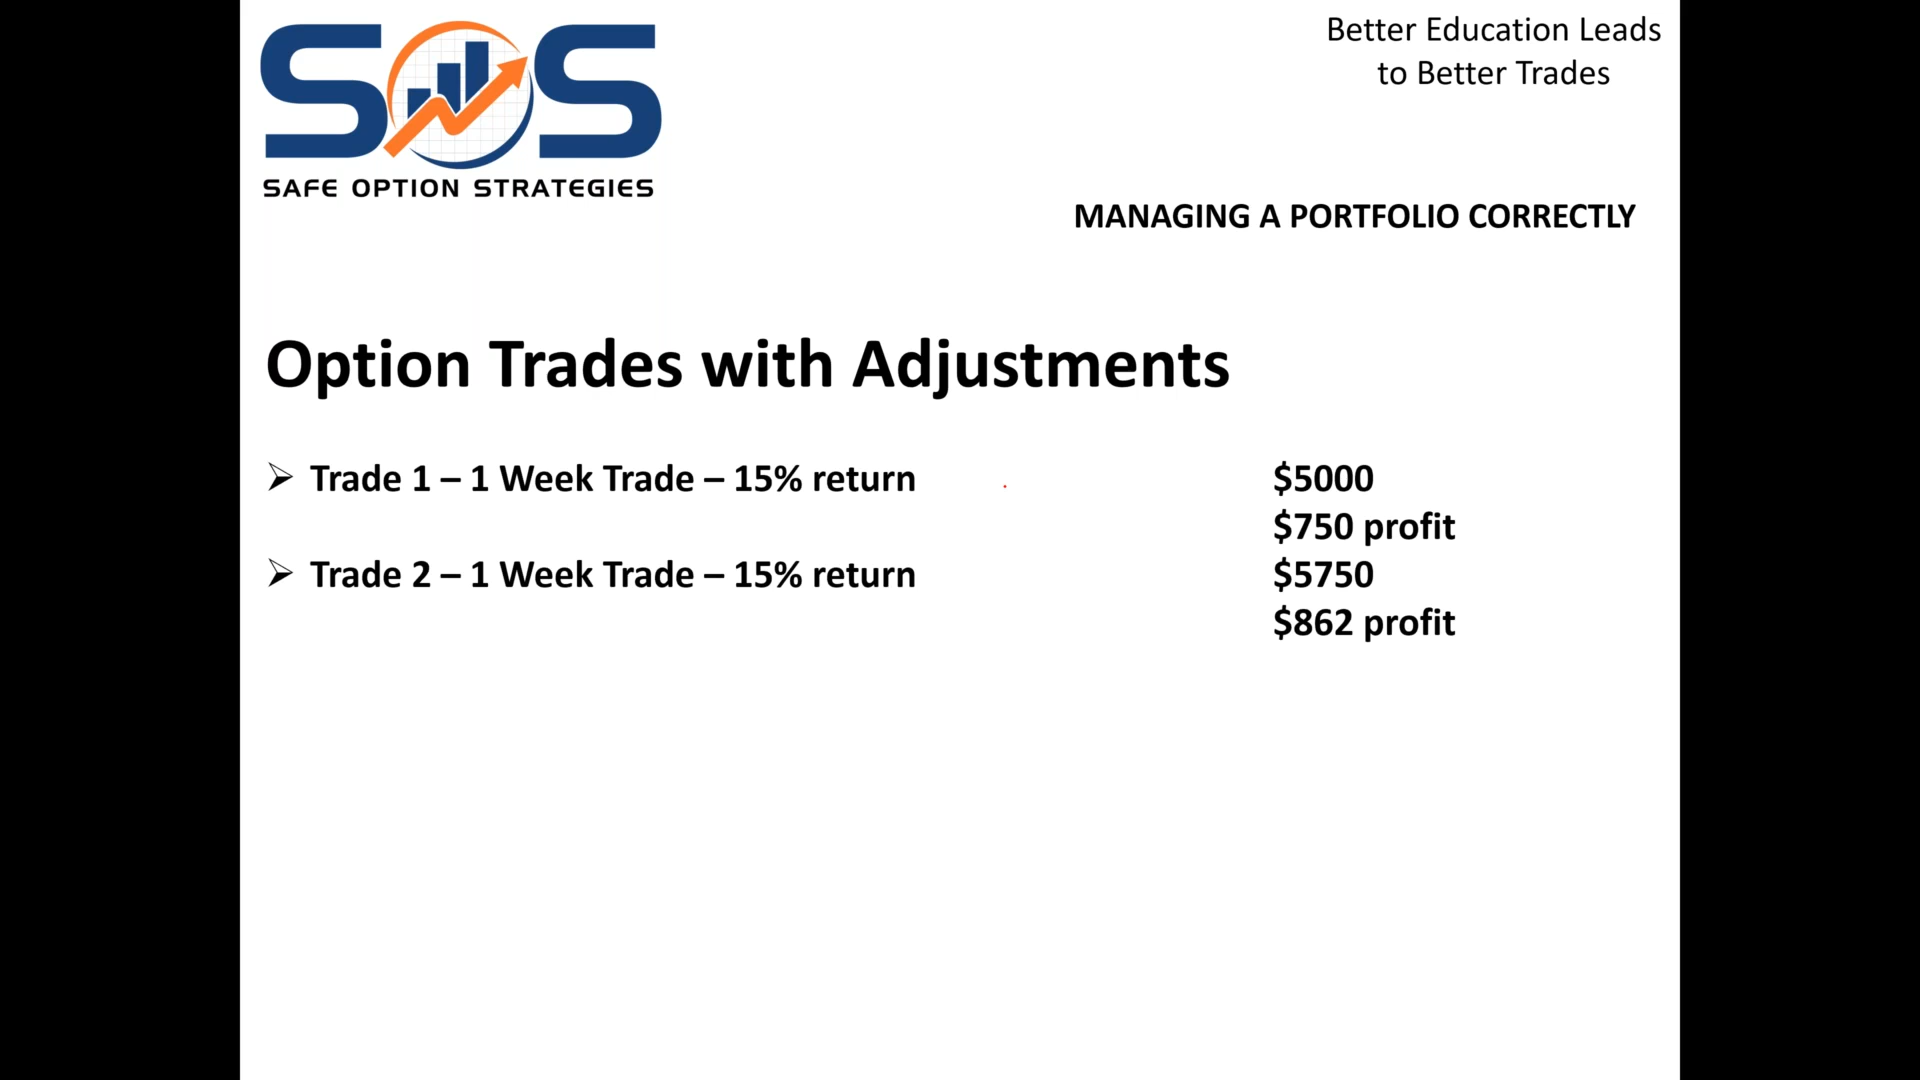 SOS
SAFE OPTION STRATEGIES
Better Education Leads
to Better Trades
MANAGING A PORTFOLIO CORRECTLY
Option Trades with Adjustments
➢ Trade 1 – 1 Week Trade – 15% return $5000
$750 profit
➢ Trade 2 – 1 Week Trade – 15% return $5750
$862 profit